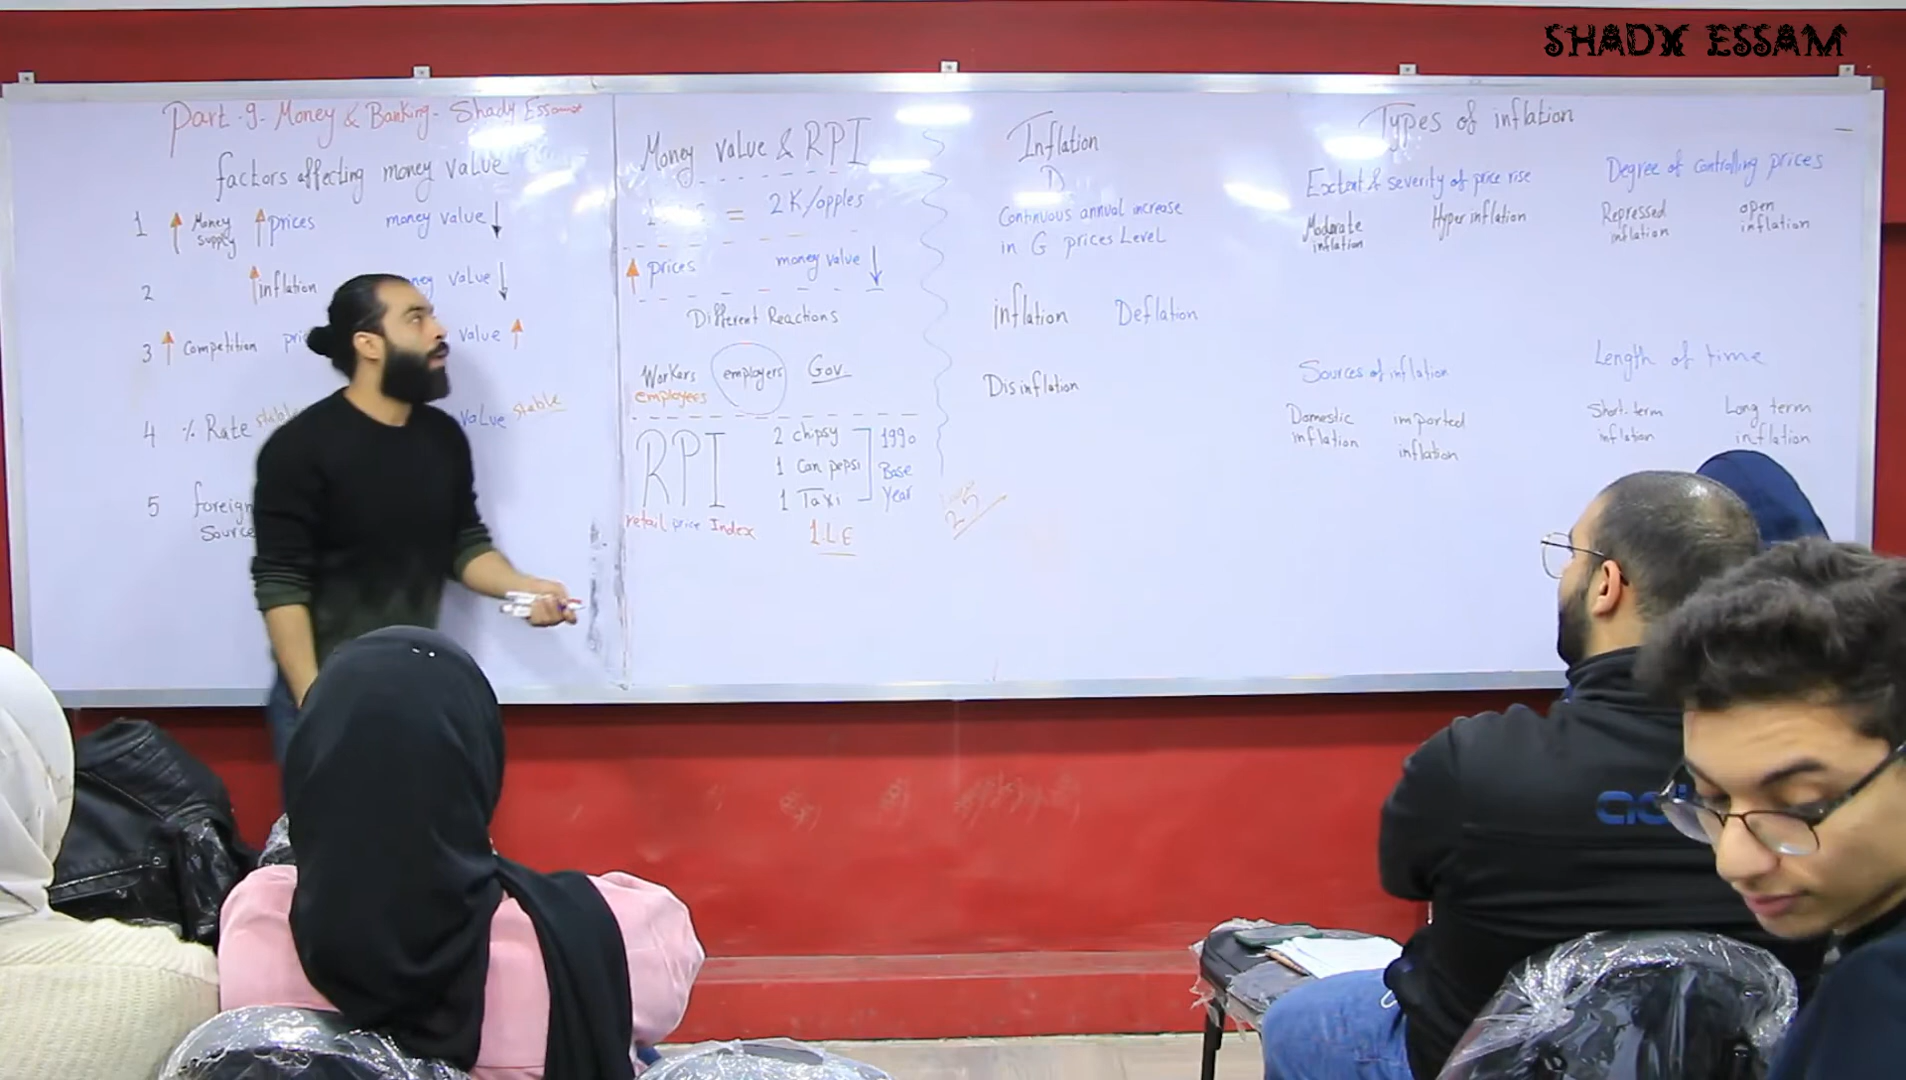 SHADY ESSAM
Part-9- Money & Banking- Shady Essam
factors affecting money value
1 Money supply prices money value
2 inflation money value
3 Competition value
4 % Rate stable value stable
5 foreign
Source
Money value & RPI
= 2K/apples
prices money value
Different Reactions
Workers employers Gov
employees
RPI
retail price Index
2 chipsy
1 Can pepsi
1 Taxi
1990
Base
Year
1 L.E
25
Inflation
Continuous annual increase
in G prices Level
inflation Deflation
Disinflation
Types of inflation
Extent & severity of price rise
Moderate
inflation
Hyper inflation
Degree of controlling prices
Repressed
inflation
open
inflation
Sources of inflation
Domestic
inflation
imported
inflation
Length of time
Short-term
inflation
Long term
inflation